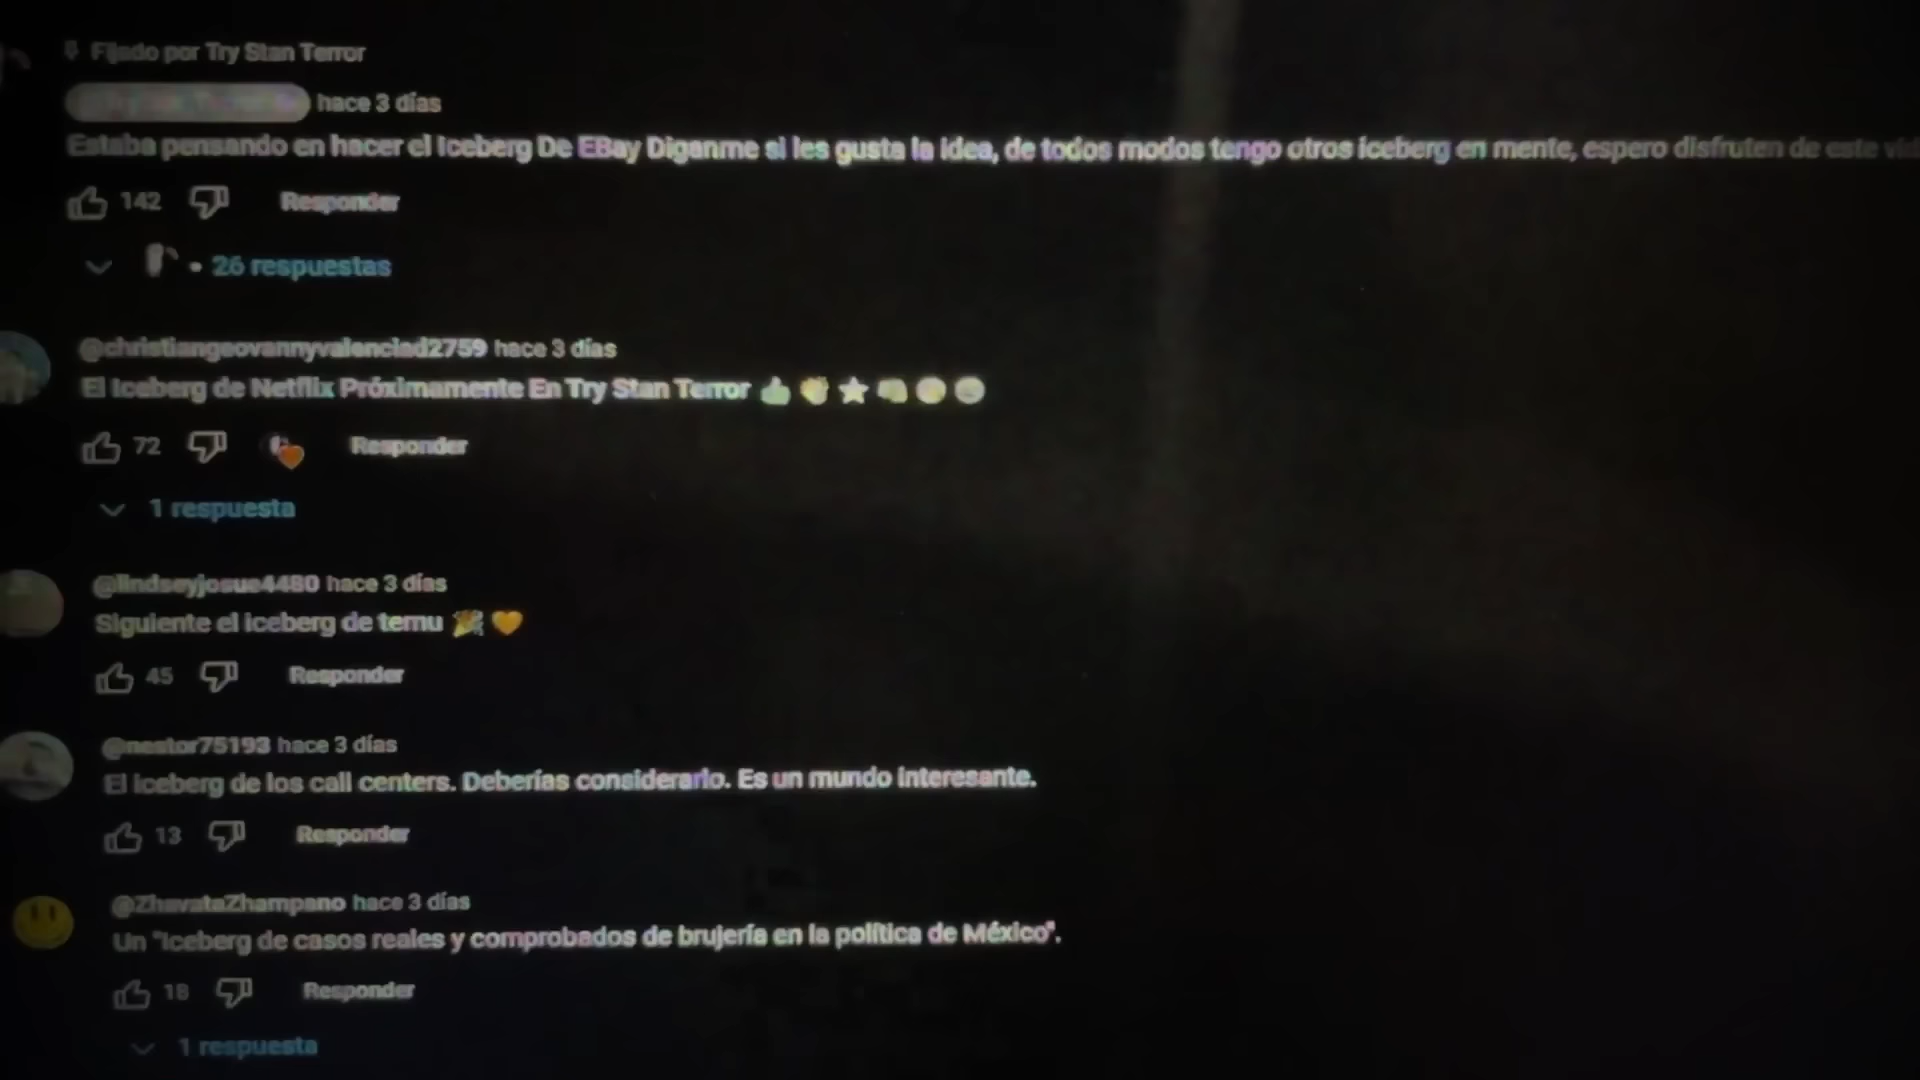 Fijado por Try Stan Terror
hace 3 días
Estaba pensando en hacer el Iceberg De EBay Diganme si les gusta la idea, de todos modos tengo otros iceberg en mente, espero disfruten de este
142 Responder
26 respuestas
@christiangeovannyvalenciad2759 hace 3 días
El Iceberg de Netflix Próximamente En Try Stan Terror
72 Responder
1 respuesta
@lindseyjosue4480 hace 3 días
Siguiente el iceberg de temu
45 Responder
@nestor75193 hace 3 días
El iceberg de los call centers. Deberías considerarlo. Es un mundo interesante.
13 Responder
@ZhavataZhampano hace 3 días
Un "Iceberg de casos reales y comprobados de brujería en la política de México".
18 Responder
1 respuesta